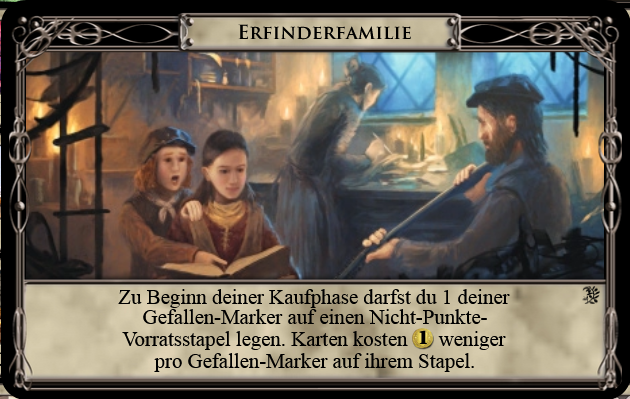 Erfinderfamilie
Zu Beginn deiner Kaufphase darfst du 1 deiner
Gefallen-Marker auf einen Nicht-Punkte-
Vorratsstapel legen. Karten kosten 1 weniger
pro Gefallen-Marker auf ihrem Stapel.